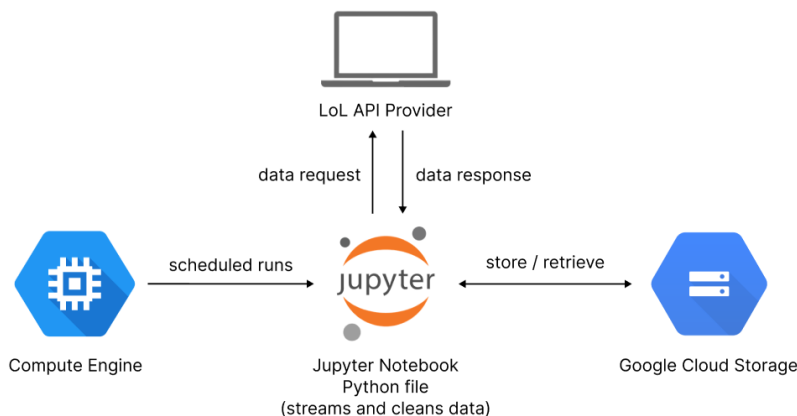 LoL API Provider
data request
data response
scheduled runs
jupyter
store / retrieve
Compute Engine
Jupyter Notebook
Python file
(streams and cleans data)
Google Cloud Storage